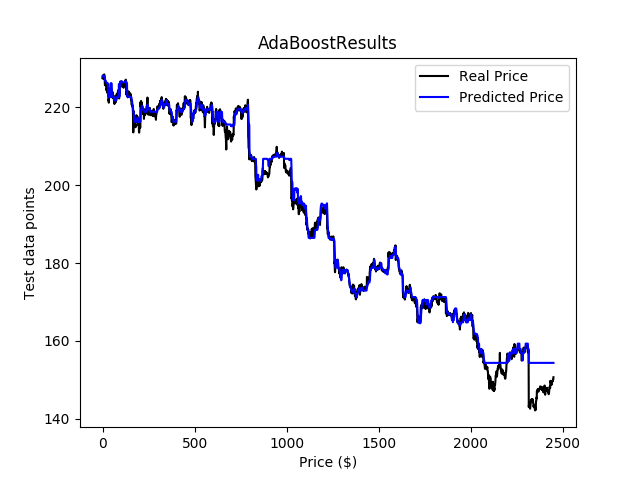 AdaBoostResults
Real Price
Predicted Price
Test data points
220
200
180
160
140
0 500 1000 1500 2000 2500
Price ($)